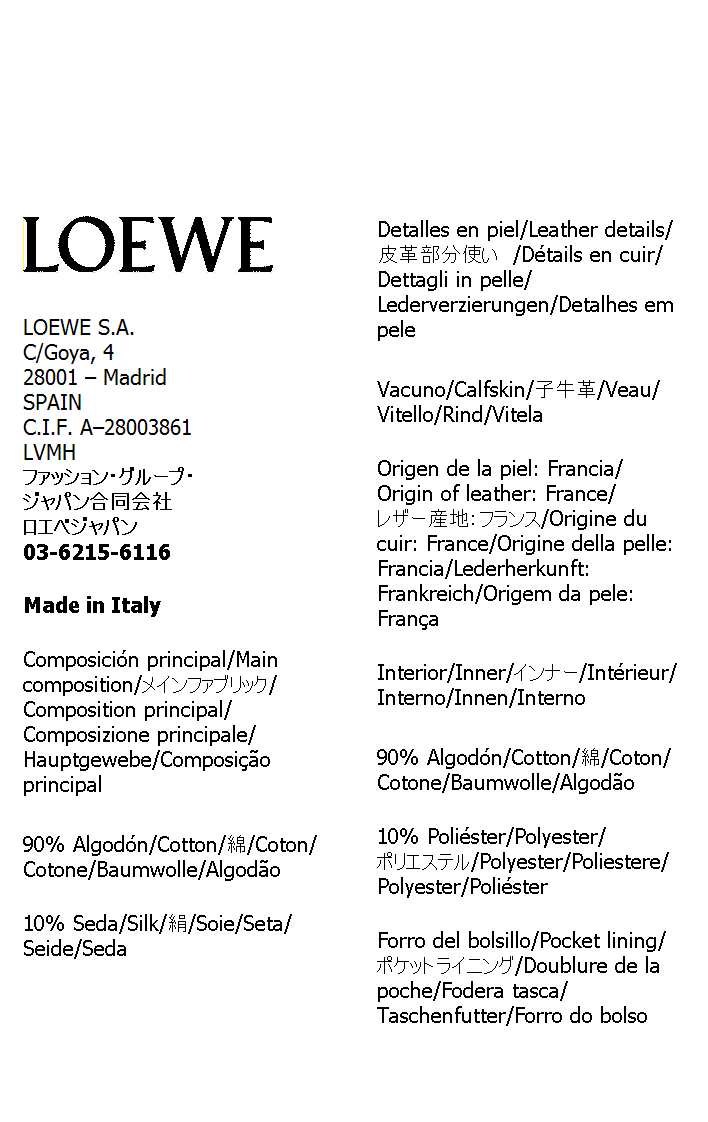 LOEWE
LOEWE S.A.
C/Goya, 4
28001 – Madrid
SPAIN
C.I.F. A–28003861
LVMH
ファッション・グループ・
ジャパン合同会社
ロエベジャパン
03-6215-6116
Made in Italy
Composición principal/Main
composition/メインファブリック/
Composition principal/
Composizione principale/
Hauptgewebe/Composição
principal
90% Algodón/Cotton/綿/Coton/
Cotone/Baumwolle/Algodão
10% Seda/Silk/絹/Soie/Seta/
Seide/Seda
Detalles en piel/Leather details/
皮革部分使い /Détails en cuir/
Dettagli in pelle/
Lederverzierungen/Detalhes em
pele
Vacuno/Calfskin/子牛革/Veau/
Vitello/Rind/Vitela
Origen de la piel: Francia/
Origin of leather: France/
レザー産地：フランス/Origine du
cuir: France/Origine della pelle:
Francia/Lederherkunft:
Frankreich/Origem da pele:
França
Interior/Inner/インナー/Intérieur/
Interno/Innen/Interno
90% Algodón/Cotton/綿/Coton/
Cotone/Baumwolle/Algodão
10% Poliéster/Polyester/
ポリエステル/Polyester/Poliestere/
Polyester/Poliéster
Forro del bolsillo/Pocket lining/
ポケットライニング/Doublure de la
poche/Fodera tasca/
Taschenfutter/Forro do bolso